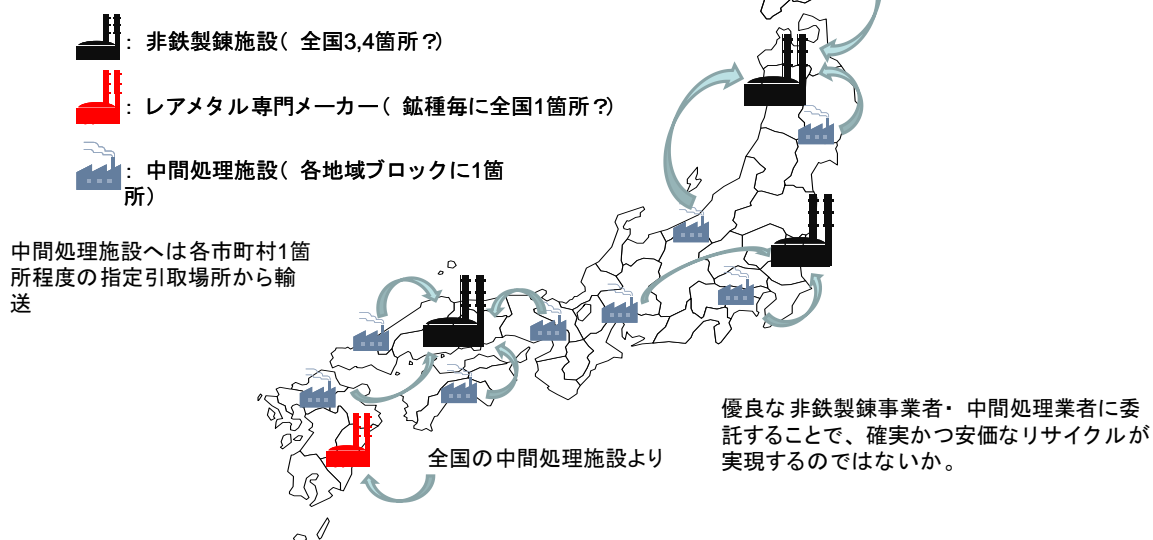 ： 非鉄製錬施設（ 全国3,4箇所？）
： レアメタル専門メーカー（ 鉱種毎に全国1箇所？）
： 中間処理施設（ 各地域ブロックに1箇
所）
中間処理施設へは各市町村1箇
所程度の指定引取場所から輸
送
全国の中間処理施設より
優良な非鉄製錬事業者・ 中間処理業者に委
託することで、確実かつ安価なリサイクルが
実現するのではないか。